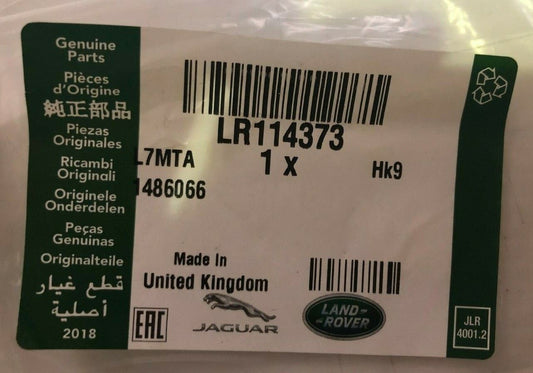 Genuine
Parts
Pièces
d'Origine
純正部品
Piezas
Originales
Ricambi
Originali
Originele
Onderdelen
Peças
Genuínas
Originalteile
قطع غيار
أصلية
2018
LR114373
L7MTA
1 X
Hk9
1486066
Made In
United Kingdom
EAC
JAGUAR
LAND-
-ROVER
JLR
4001.2